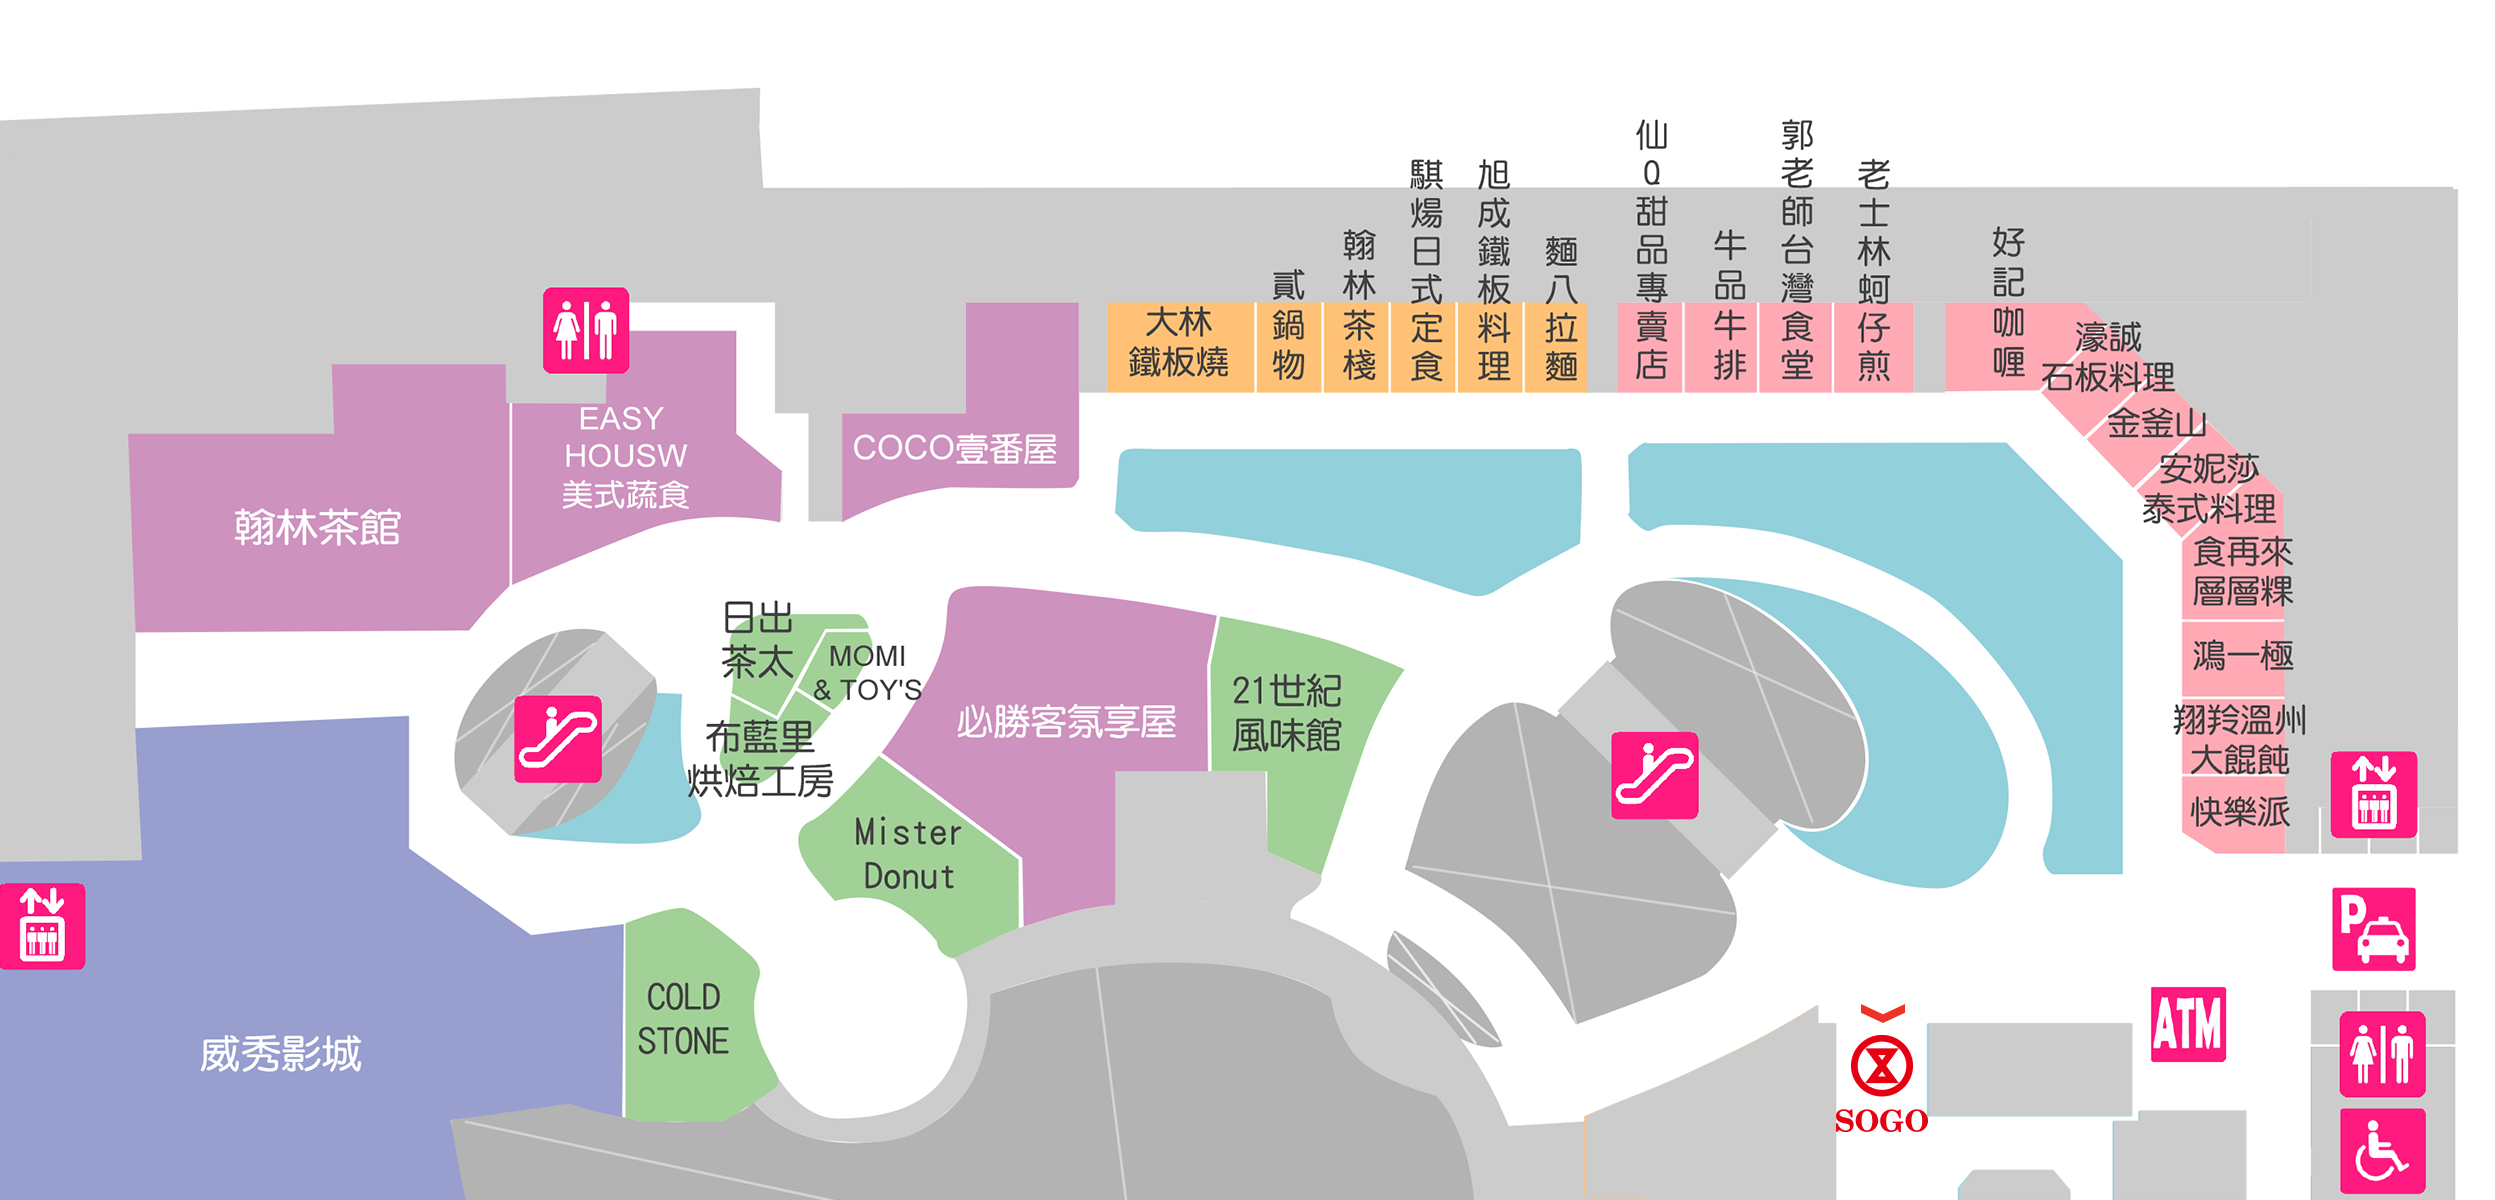 仙Q甜品專賣店
郭老師台灣食堂
騏煬日式定食
旭成鐵板料理
老士林蚵仔煎
翰林茶棧
麵八拉麵
牛品牛排
好記咖喱
貳鍋物
大林
鐵板燒
濠誠
石板料理
金釜山
安妮莎
泰式料理
食再來
層層粿
鴻一極
翔羚溫州
大餛飩
快樂派
EASY
HOUSW
美式蔬食
COCO壹番屋
翰林茶館
日出
茶太
MOMI
& TOY'S
布藍里
烘焙工房
必勝客氛享屋
21世紀
風味館
Mister
Donut
COLD
STONE
威秀影城
P
ATM
SOGO